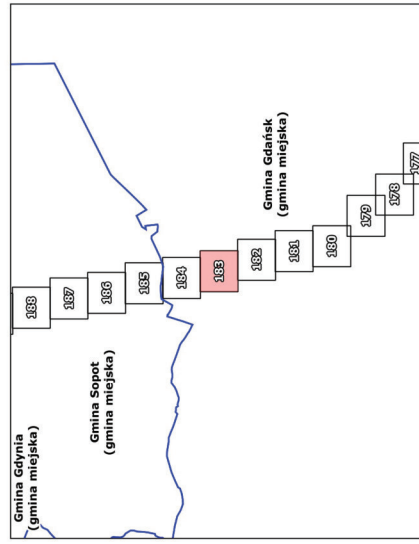 Gmina Gdynia
(gmina miejska)
Gmina Sopot
(gmina miejska)
188
187
186
185
184
183
182
181
180
179
178
177
Gmina Gdańsk
(gmina miejska)